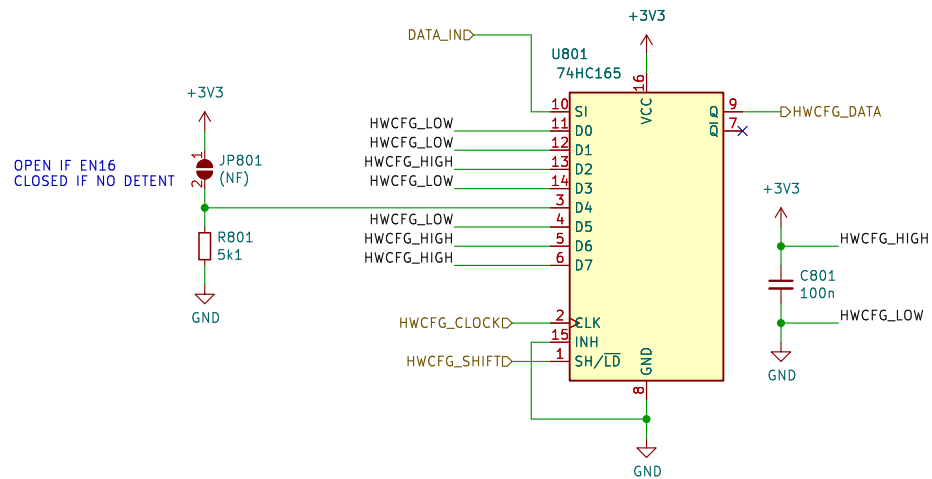 +3V3
DATA_IN
U801
74HC165
16
VCC
10
SI
Q
9
HWCFG_DATA
HWCFG_LOW
11
D0
Q
7
HWCFG_LOW
12
D1
HWCFG_HIGH
13
D2
HWCFG_LOW
14
D3
3
D4
HWCFG_LOW
4
D5
HWCFG_HIGH
5
D6
HWCFG_HIGH
6
D7
HWCFG_CLOCK
2
CLK
15
INH
HWCFG_SHIFT
1
SH/LD
GND
8
GND
+3V3
1
JP801
(NF)
2
OPEN IF EN16
CLOSED IF NO DETENT
R801
5k1
GND
+3V3
HWCFG_HIGH
C801
100n
HWCFG_LOW
GND